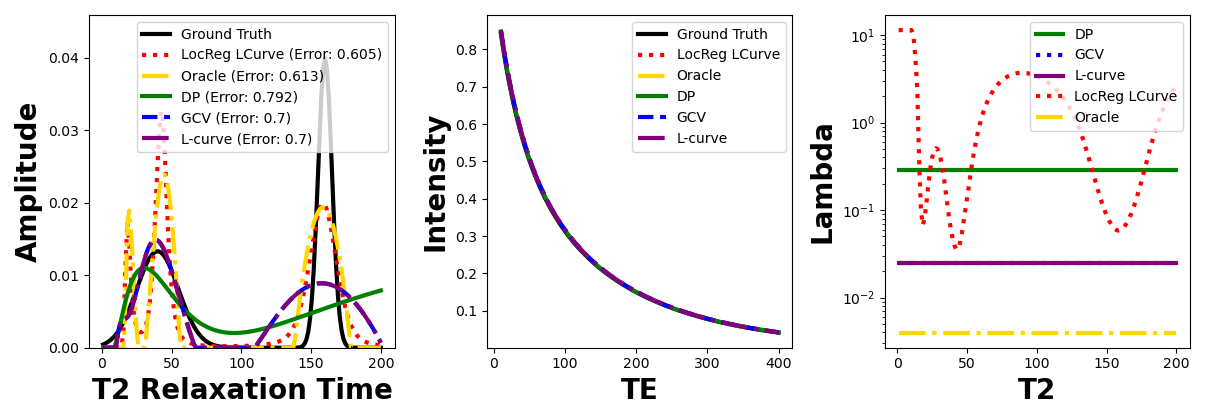 Amplitude
0.04
0.03
0.02
0.01
0.00
Ground Truth
LocReg LCurve (Error: 0.605)
Oracle (Error: 0.613)
DP (Error: 0.792)
GCV (Error: 0.7)
L-curve (Error: 0.7)
0 50 100 150 200
T2 Relaxation Time
Intensity
0.8
0.7
0.6
0.5
0.4
0.3
0.2
0.1
Ground Truth
LocReg LCurve
Oracle
DP
GCV
L-curve
0 100 200 300 400
TE
Lambda
10¹
10⁰
10⁻¹
10⁻²
DP
GCV
L-curve
LocReg LCurve
Oracle
0 50 100 150 200
T2